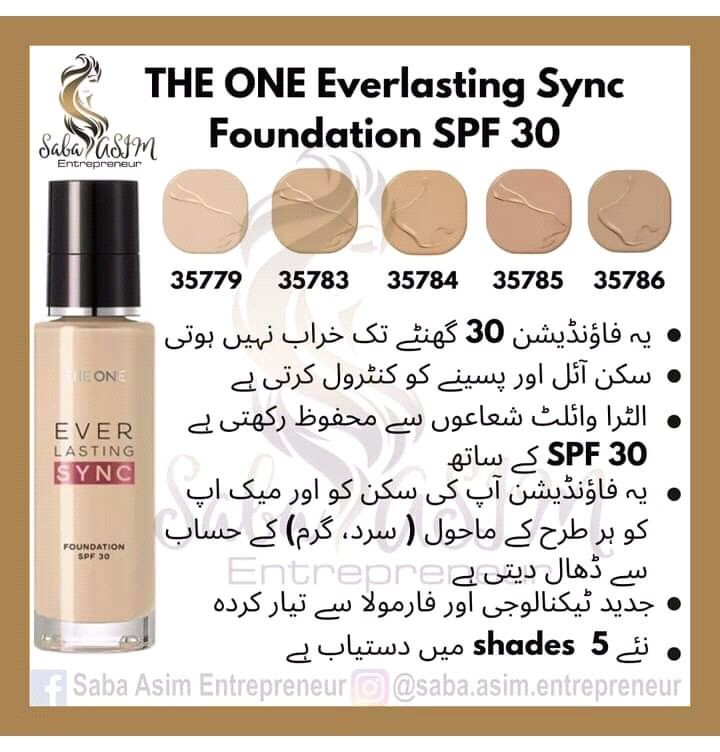 Saba ASIM
Entrepreneur
THE ONE Everlasting Sync
Foundation SPF 30
35779 35783 35784 35785 35786
THE ONE
EVER
LASTING
SYNC
FOUNDATION
SPF 30
• یہ فاؤنڈیشن 30 گھنٹے تک خراب نہیں ہوتی
• سکن آئل اور پسینے کو کنٹرول کرتی ہے
• الٹرا وائلٹ شعاعوں سے محفوظ رکھتی ہے
SPF 30 کے ساتھ
• یہ فاؤنڈیشن آپ کی سکن کو اور میک اپ
کو ہر طرح کے ماحول ( سرد، گرم) کے حساب
سے ڈھال دیتی ہے
• جدید ٹیکنالوجی اور فارمولا سے تیار کردہ
• نئے 5 shades میں دستیاب ہے
Saba ASIM
Entrepreneur
Saba Asim Entrepreneur @saba.asim.entrepreneur